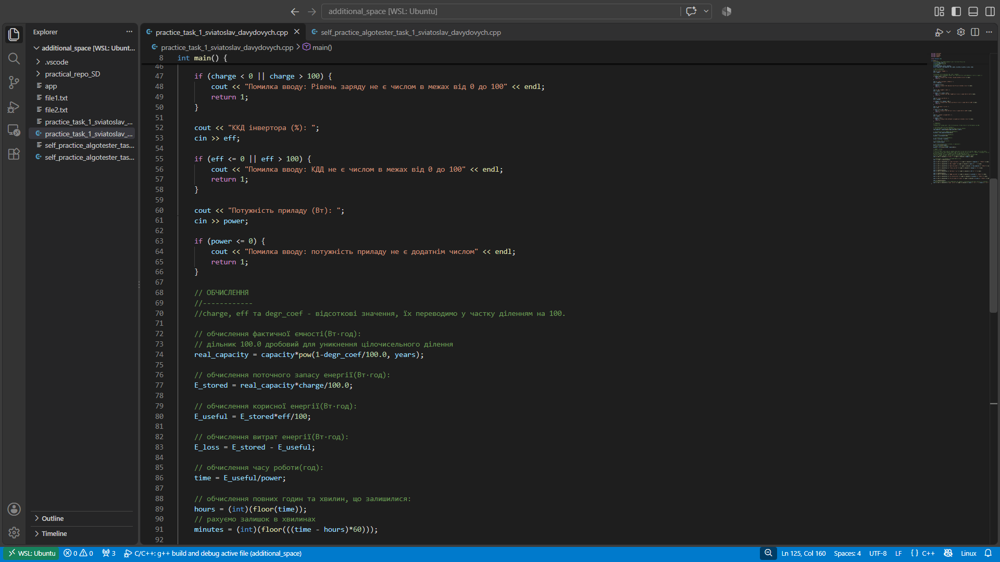 additional_space [WSL: Ubuntu]
Explorer
additional_space [WSL: Ubunt...
.vscode
practical_repo_SD
app
file1.txt
file2.txt
practice_task_1_sviatoslav_...
practice_task_1_sviatoslav_...
self_practice_algotester_tas...
self_practice_algotester_tas...
Outline
Timeline
practice_task_1_sviatoslav_davydovych.cpp
self_practice_algotester_task_1_sviatoslav_davydovych.cpp
practice_task_1_sviatoslav_davydovych.cpp > main()
8 int main() {
46
47 if (charge < 0 || charge > 100) {
48 cout << "Помилка вводу: Рівень заряду не є числом в межах від 0 до 100" << endl;
49 return 1;
50 }
51
52 cout << "ККД інвертора (%): ";
53 cin >> eff;
54
55 if (eff <= 0 || eff > 100) {
56 cout << "Помилка вводу: КДД не є числом в межах від 0 до 100" << endl;
57 return 1;
58 }
59
60 cout << "Потужність приладу (Вт): ";
61 cin >> power;
62
63 if (power <= 0) {
64 cout << "Помилка вводу: потужність приладу не є додатнім числом" << endl;
65 return 1;
66 }
67
68 // ОБЧИСЛЕННЯ
69 //------------
70 //charge, eff та degr_coef - відсоткові значення, їх переводимо у частку діленням на 100.
71
72 // обчислення фактичної ємності(Вт·год):
73 // дільник 100.0 дробовий для уникнення цілочисельного ділення
74 real_capacity = capacity*pow(1-degr_coef/100.0, years);
75
76 // обчислення поточного запасу енергії(Вт·год):
77 E_stored = real_capacity*charge/100.0;
78
79 // обчислення корисної енергії(Вт·год):
80 E_useful = E_stored*eff/100;
81
82 // обчислення витрат енергії(Вт·год):
83 E_loss = E_stored - E_useful;
84
85 // обчислення часу роботи(год):
86 time = E_useful/power;
87
88 // обчислення повних годин та хвилин, що залишилися:
89 hours = (int)(floor(time));
90 // рахуємо залишок в хвилинах
91 minutes = (int)(floor(((time - hours)*60)));
92
WSL: Ubuntu 0 0 3 C/C++: g++ build and debug active file (additional_space) Ln 125, Col 160 Spaces: 4 UTF-8 LF {} C++ Linux